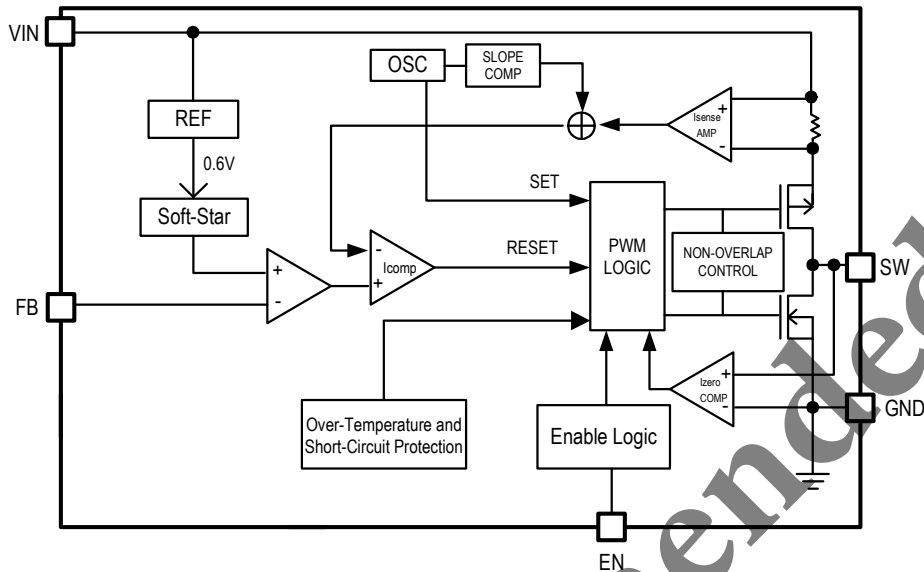 VIN
OSC
SLOPE
COMP
REF
Isense
AMP
+
-
0.6V
SET
Soft-Star
PWM
LOGIC
NON-OVERLAP
CONTROL
RESET
-
Icomp
+
+
-
SW
FB
Izero
COMP
+
-
GND
Over-Temperature and
Short-Circuit Protection
Enable Logic
EN